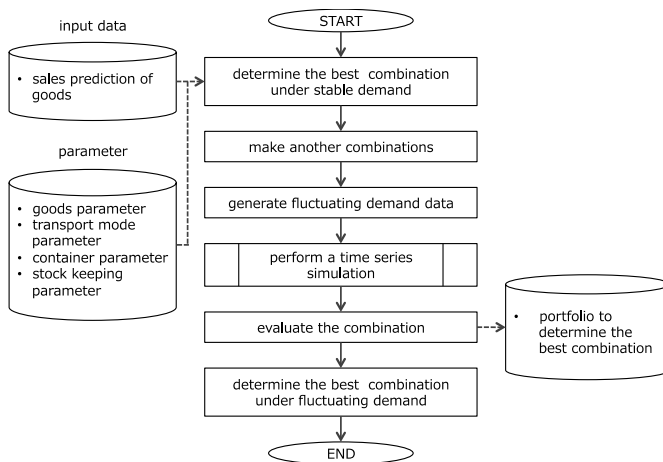 input data
• sales prediction of
goods
parameter
• goods parameter
• transport mode
parameter
• container parameter
• stock keeping
parameter
START
determine the best combination
under stable demand
make another combinations
generate fluctuating demand data
perform a time series
simulation
evaluate the combination
determine the best combination
under fluctuating demand
END
• portfolio to
determine the
best combination